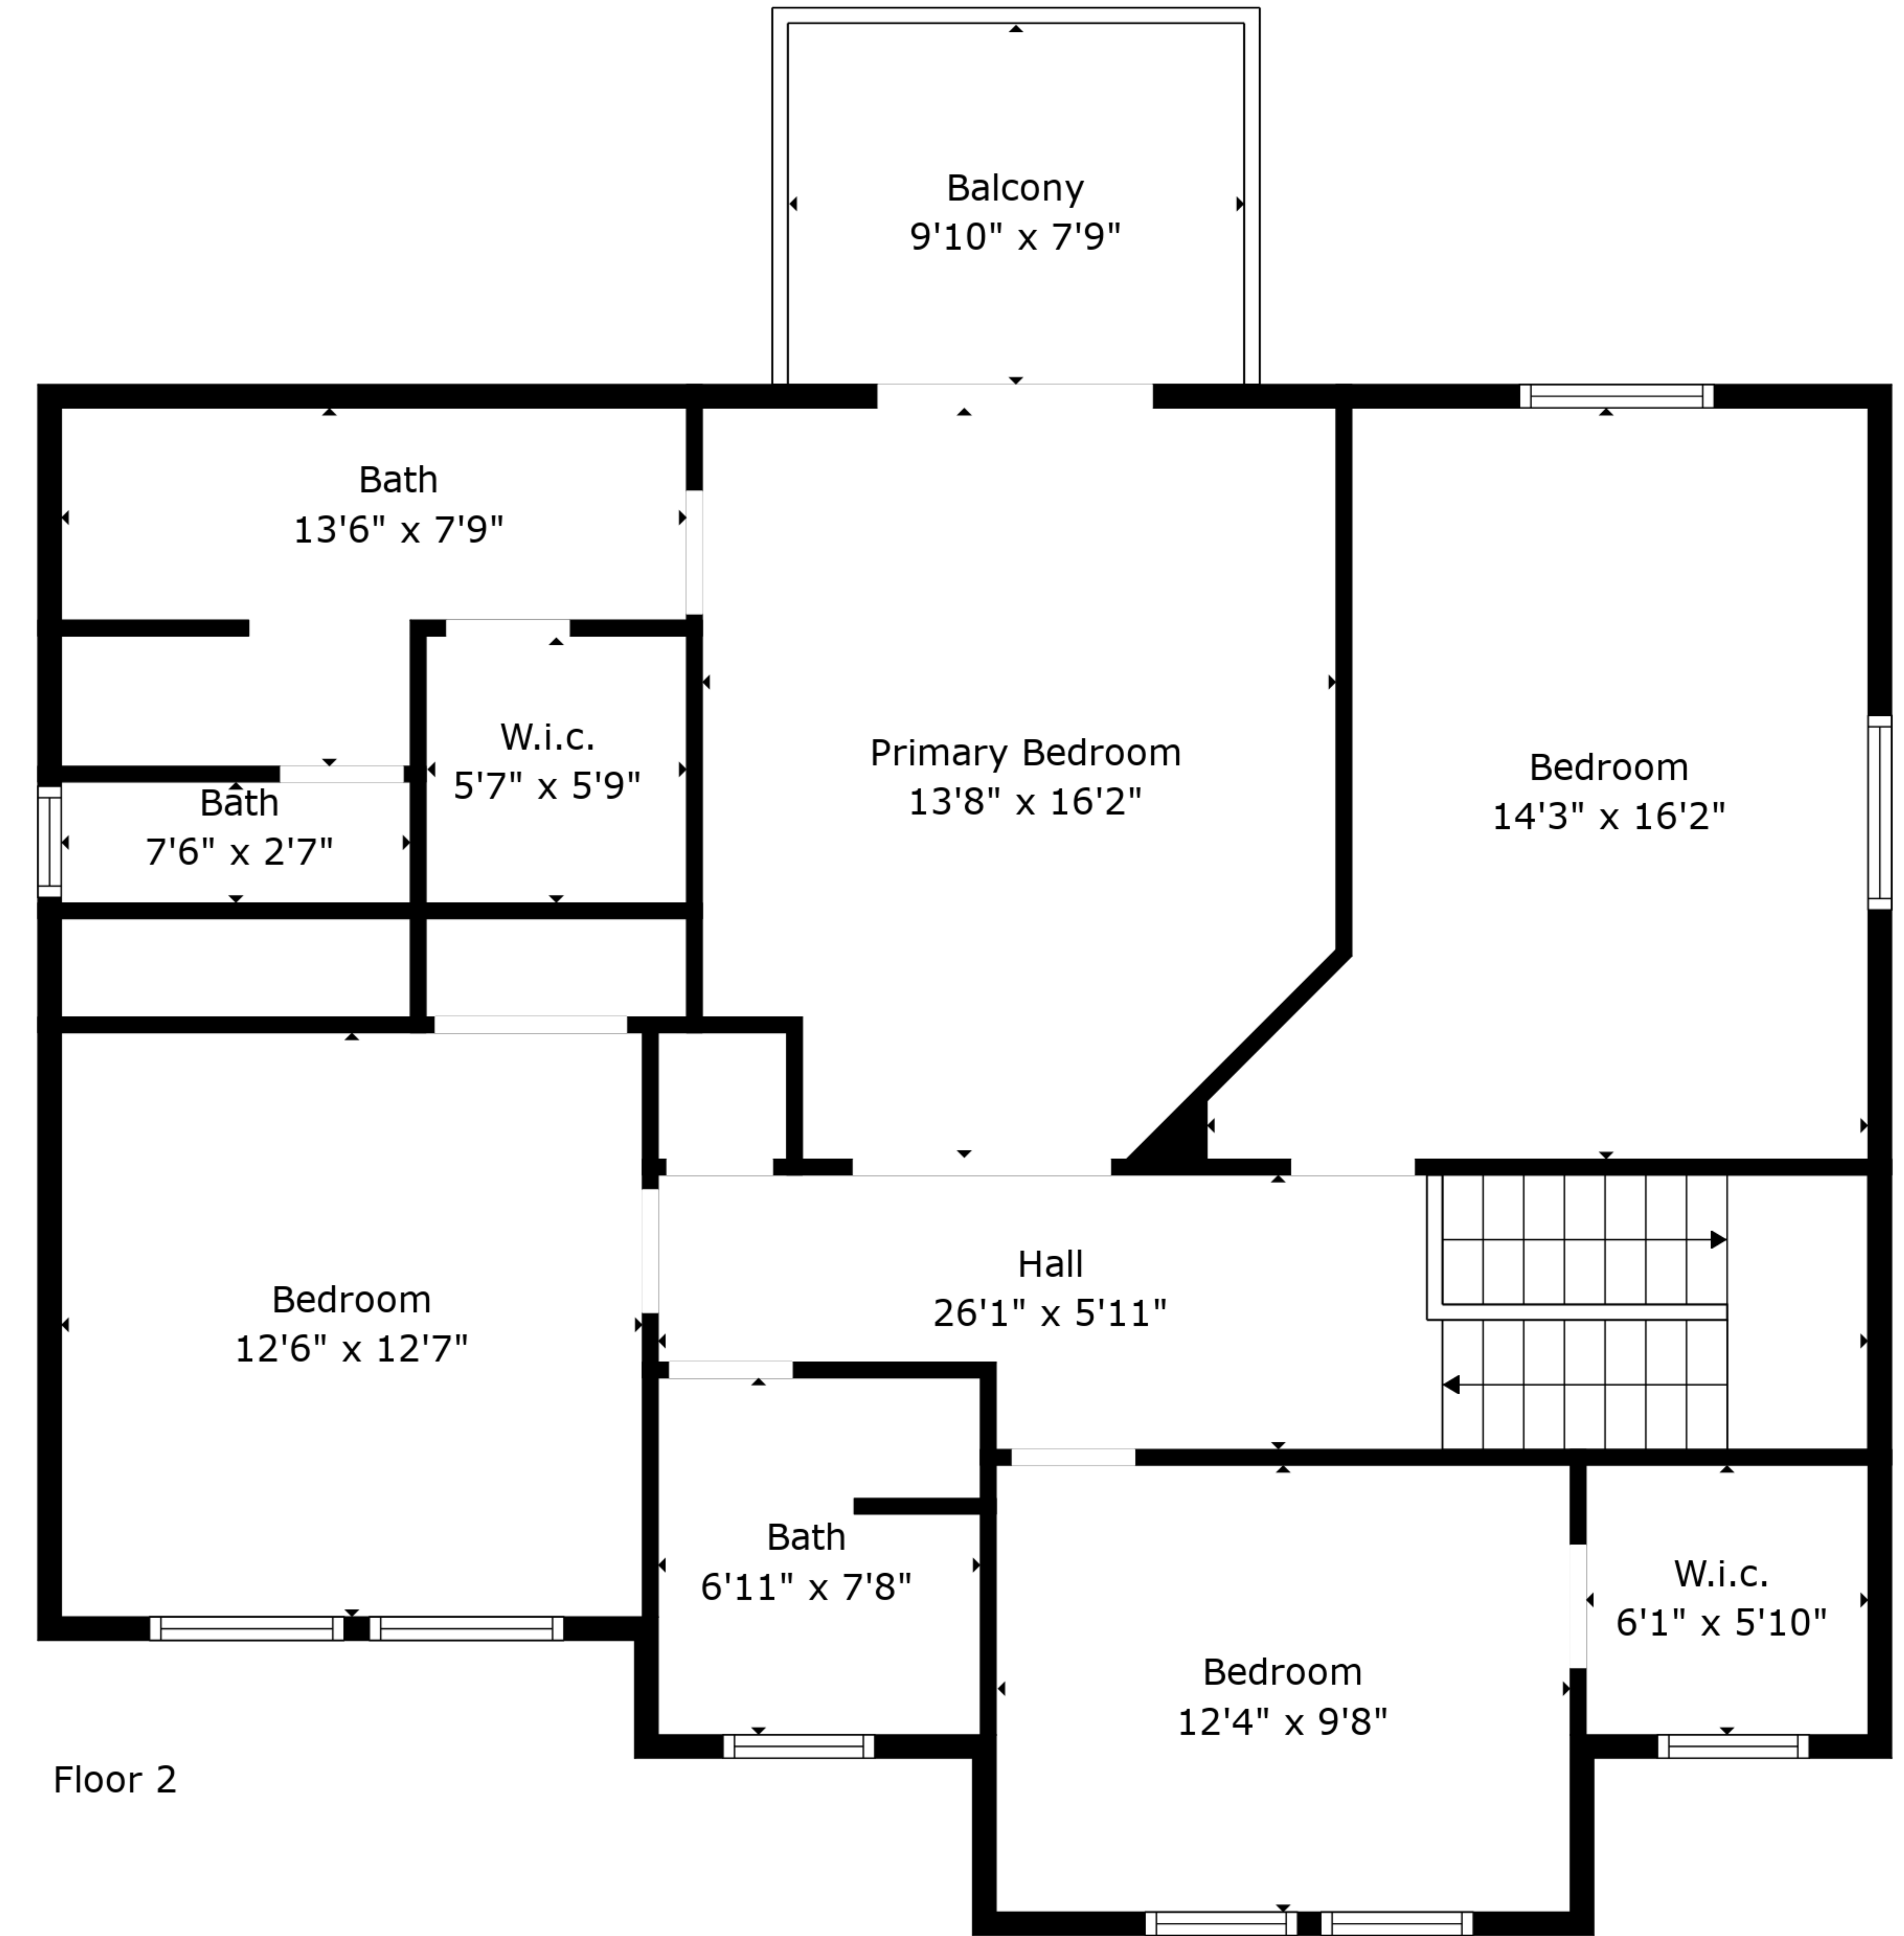 Balcony
9'10" x 7'9"
Bath
13'6" x 7'9"
W.i.c.
5'7" x 5'9"
Primary Bedroom
13'8" x 16'2"
Bedroom
14'3" x 16'2"
Bath
7'6" x 2'7"
Hall
26'1" x 5'11"
Bedroom
12'6" x 12'7"
Bath
6'11" x 7'8"
W.i.c.
6'1" x 5'10"
Bedroom
12'4" x 9'8"
Floor 2